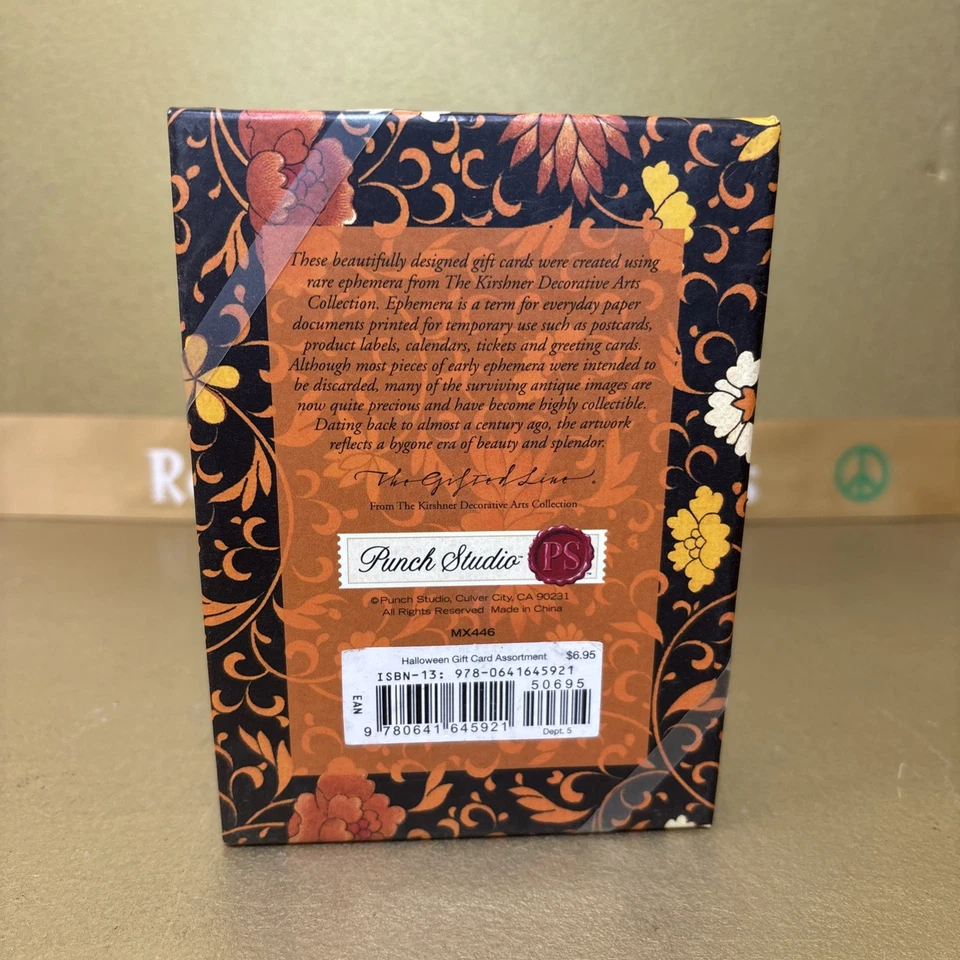 These beautifully designed gift cards were created using
rare ephemera from The Kirshner Decorative Arts
Collection. Ephemera is a term for everyday paper
documents printed for temporary use such as postcards,
product labels, calendars, tickets and greeting cards.
Although most pieces of early ephemera were intended to
be discarded, many of the surviving antique images are
now quite precious and have become highly collectible.
Dating back to almost a century ago, the artwork
reflects a bygone era of beauty and splendor.
The Gifted Line.
From The Kirshner Decorative Arts Collection
Punch Studio™ PS™
©Punch Studio, Culver City, CA 90231
All Rights Reserved Made in China
MX446
Halloween Gift Card Assortment $6.95
ISBN-13: 978-0641645921
50695
EAN
9 780641 645921
Dept. 5